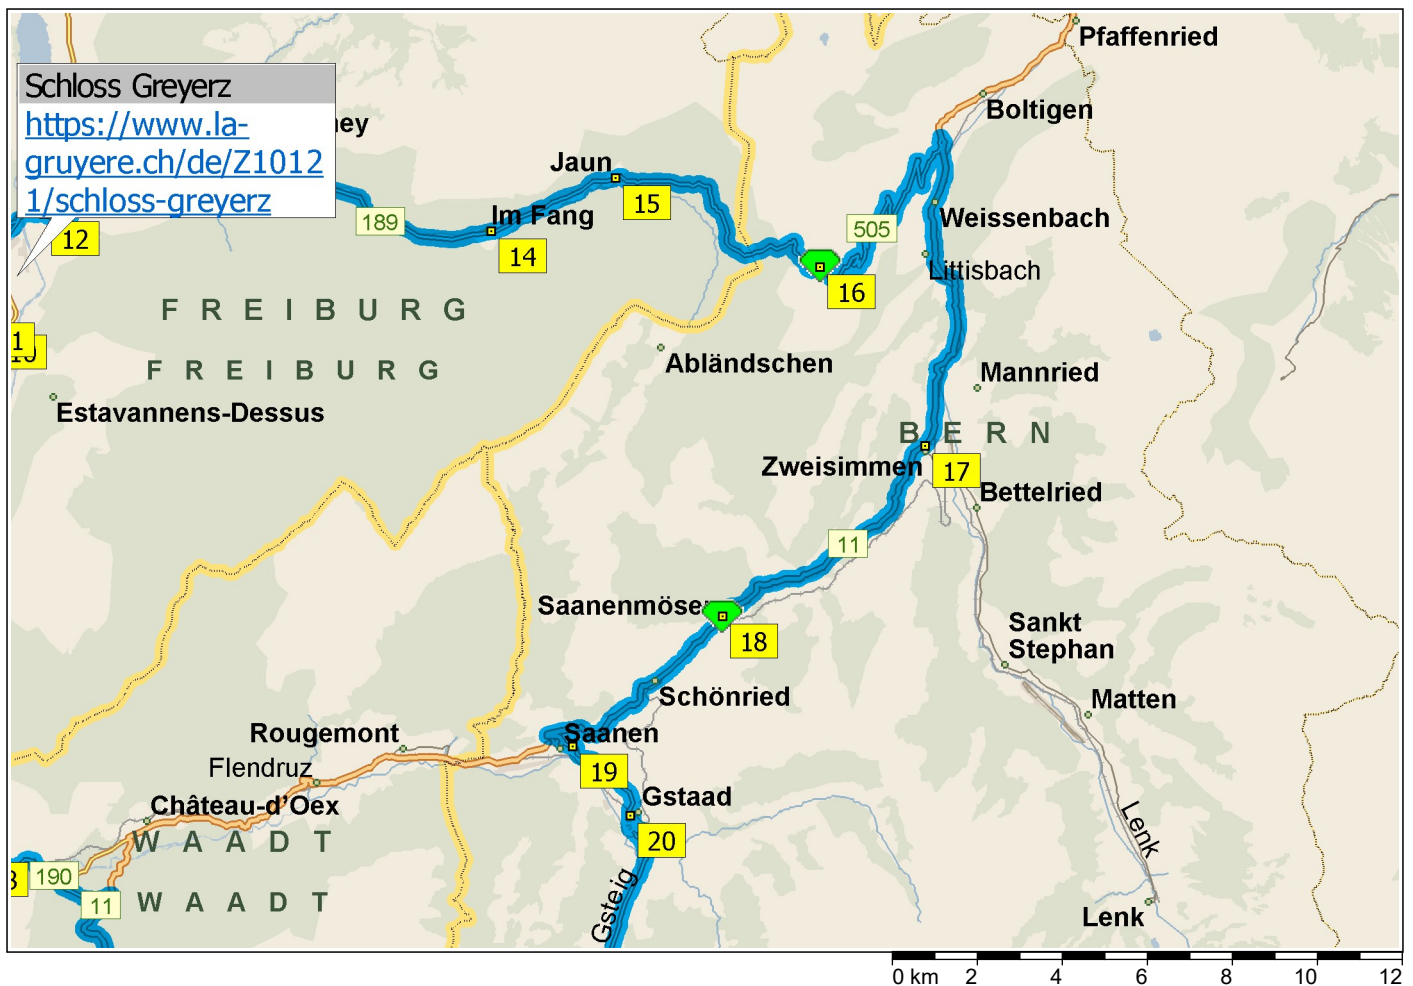 Pfaffenried
Schloss Greyerz
https://www.la-
gruyere.ch/de/Z1012
1/schloss-greyerz
Boltigen
Jaun
15
189
Im Fang
14
12
505
Weissenbach
Littisbach
16
F R E I B U R G
F R E I B U R G
Abländschen
Mannried
Estavannens-Dessus
B E R N
Zweisimmen
17
Bettelried
11
Saanenmöser
18
Sankt
Stephan
Schönried
Matten
Rougemont
Saanen
Flendruz
19
Château-d'Oex
Gstaad
W A A D T
20
Lenk
190
11
W A A D T
Gsteig
Lenk
0 km 2 4 6 8 10 12